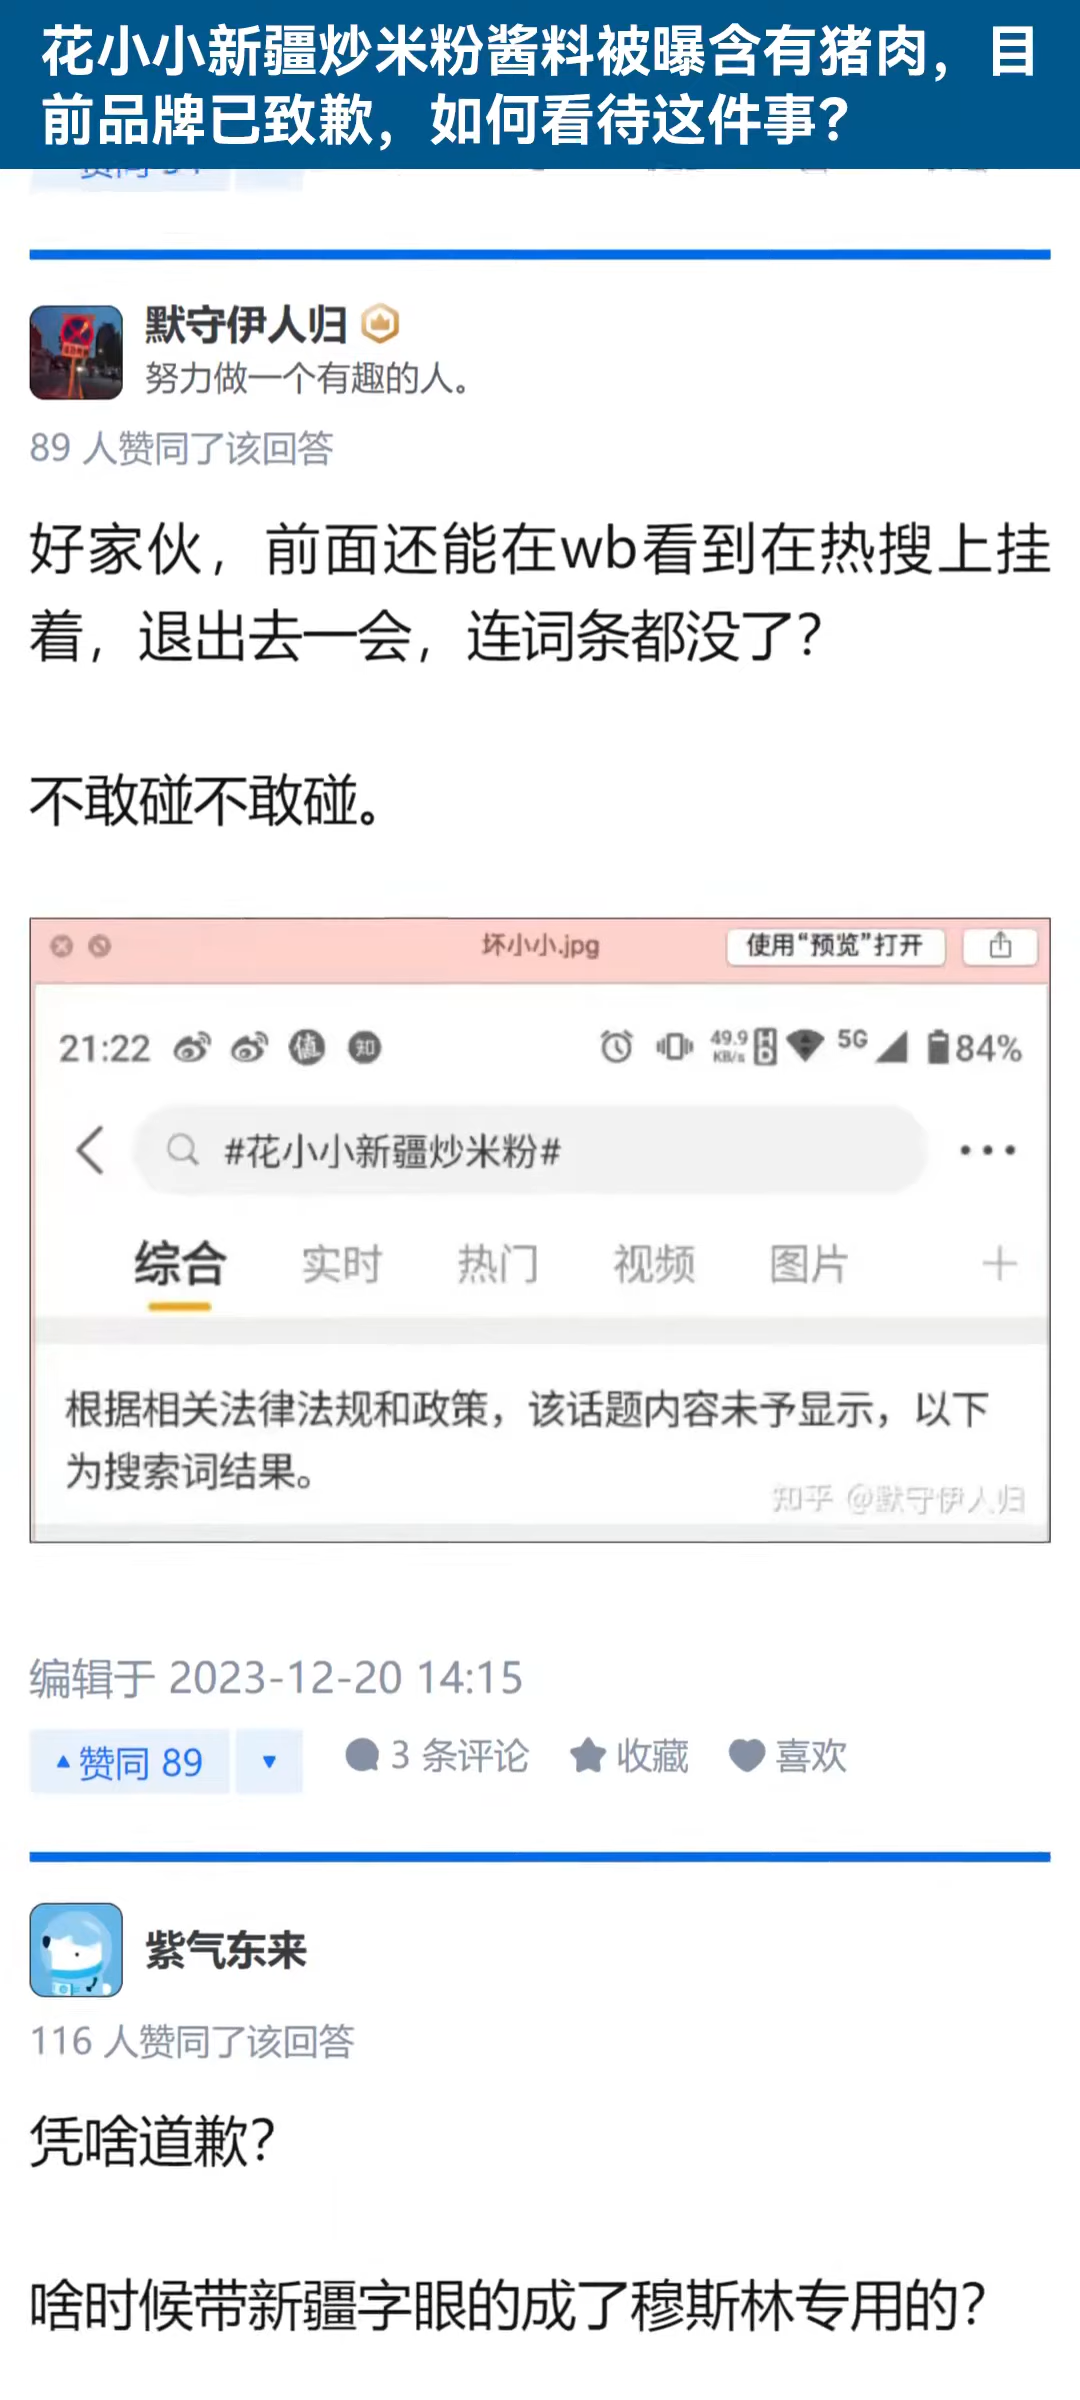 花小小新疆炒米粉酱料被曝含有猪肉，目
前品牌已致歉，如何看待这件事？
默守伊人归
努力做一个有趣的人。
89 人赞同了该回答
好家伙，前面还能在wb看到在热搜上挂
着，退出去一会，连词条都没了？
不敢碰不敢碰。
坏小小.jpg
使用“预览”打开
21:22
值
知
49.9 KB/s
HD
5G
84%
#花小小新疆炒米粉#
综合 实时 热门 视频 图片
根据相关法律法规和政策，该话题内容未予显示，以下
为搜索词结果。
知乎 @默守伊人归
编辑于 2023-12-20 14:15
赞同 89
3 条评论
收藏
喜欢
紫气东来
116 人赞同了该回答
凭啥道歉？
啥时候带新疆字眼的成了穆斯林专用的？